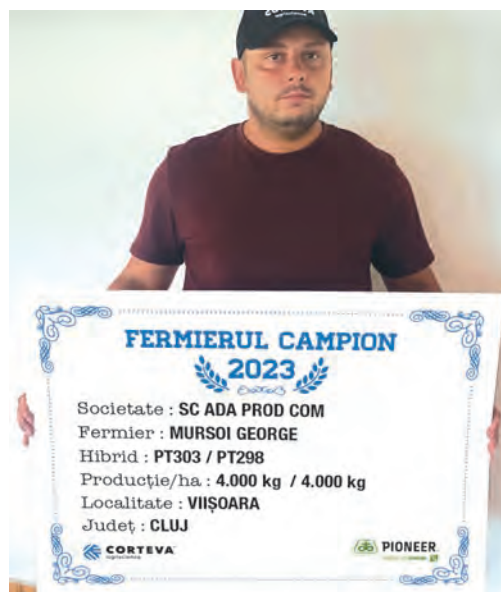 FERMIERUL CAMPION
2023
Societate : SC ADA PROD COM
Fermier : MURSOI GEORGE
Hibrid : PT303 / PT298
Producție/ha : 4.000 kg / 4.000 kg
Localitate : VIIȘOARA
Județ : CLUJ
CORTEVA
agriscience
PIONEER